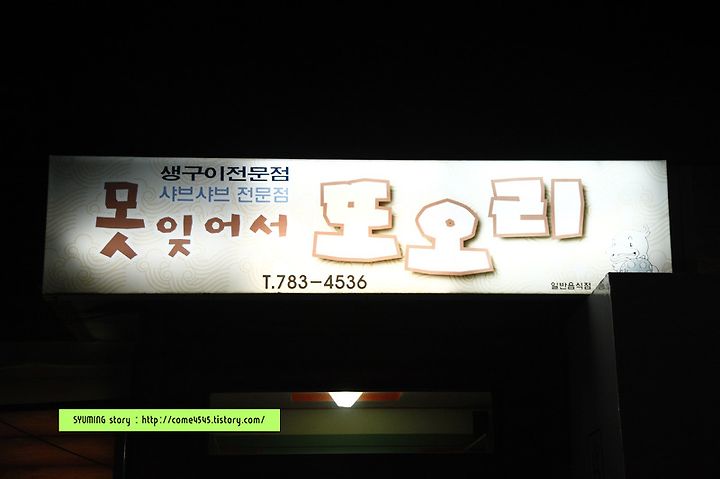 생구이전문점
샤브샤브 전문점
못잊어서 또오리
T.783-4536
일반음식점
SYUMING story : http://come4545.tistory.com/